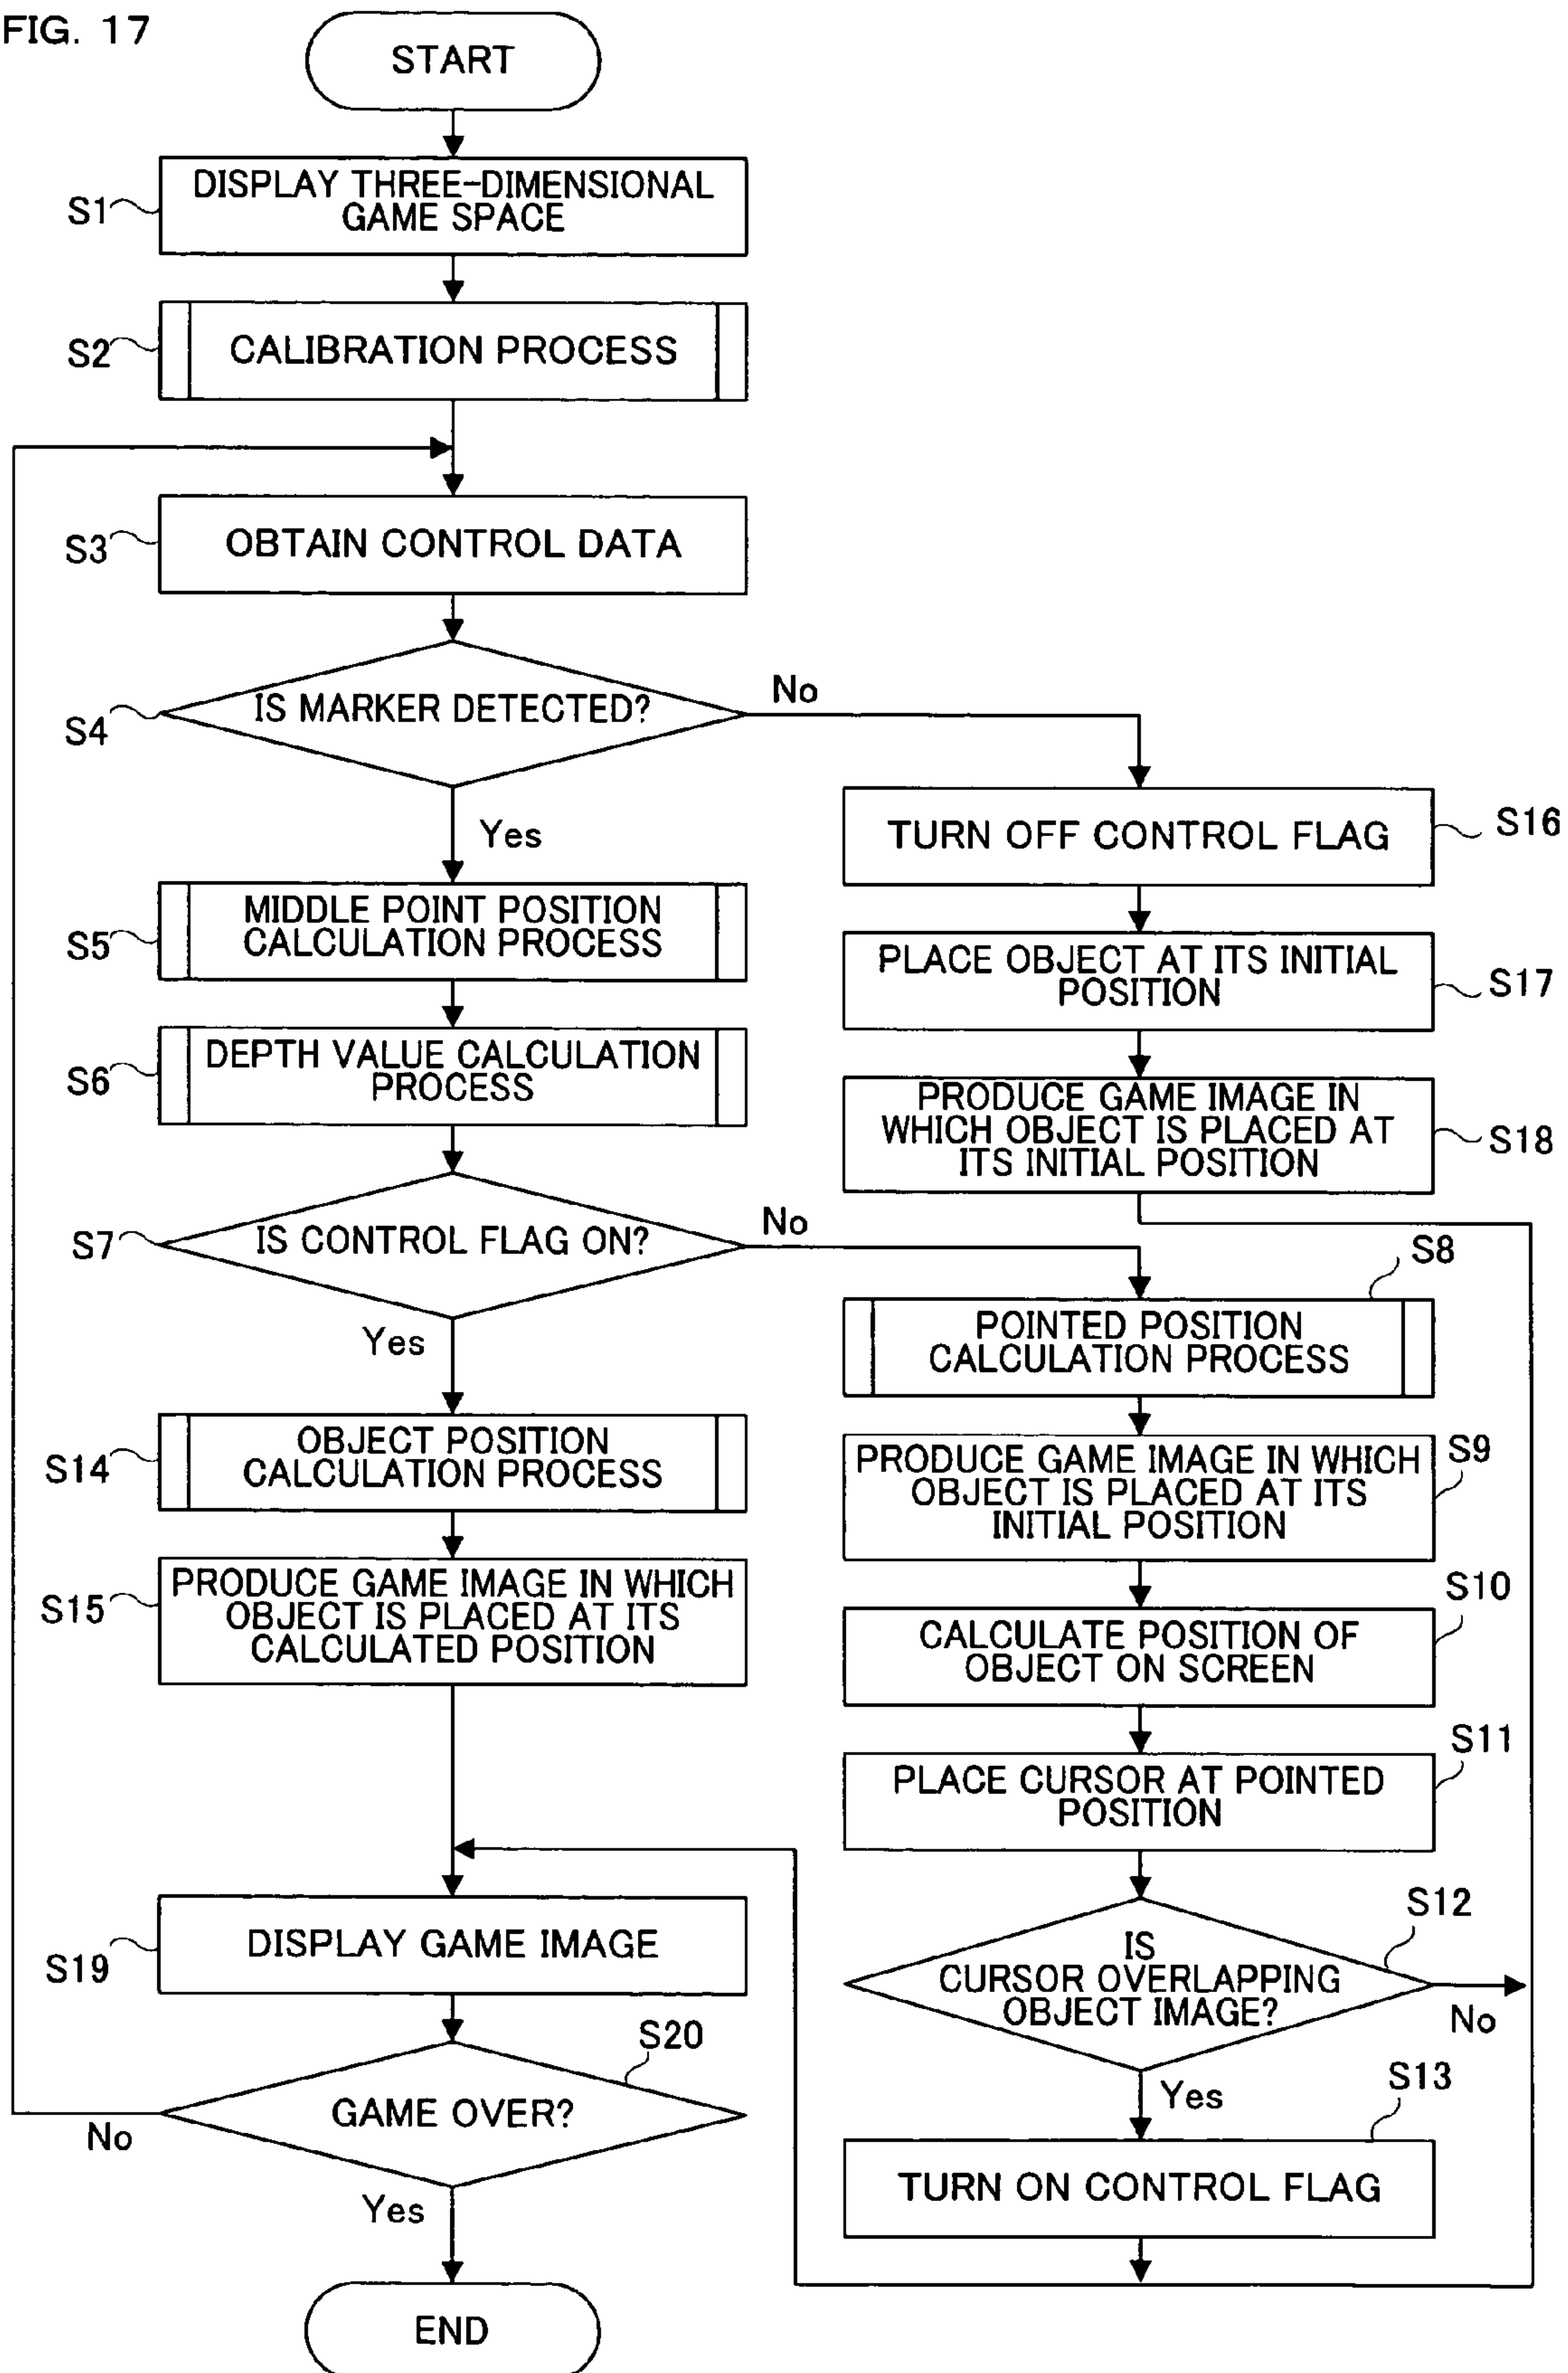 FIG. 17
START
S1
DISPLAY THREE-DIMENSIONAL
GAME SPACE
S2
CALIBRATION PROCESS
S3
OBTAIN CONTROL DATA
S4
IS MARKER DETECTED?
No
Yes
S5
MIDDLE POINT POSITION
CALCULATION PROCESS
S6
DEPTH VALUE CALCULATION
PROCESS
S7
IS CONTROL FLAG ON?
No
Yes
S14
OBJECT POSITION
CALCULATION PROCESS
S15
PRODUCE GAME IMAGE IN WHICH
OBJECT IS PLACED AT ITS
CALCULATED POSITION
S19
DISPLAY GAME IMAGE
S20
GAME OVER?
No
Yes
END
TURN OFF CONTROL FLAG
S16
PLACE OBJECT AT ITS INITIAL
POSITION
S17
PRODUCE GAME IMAGE IN
WHICH OBJECT IS PLACED AT
ITS INITIAL POSITION
S18
S8
POINTED POSITION
CALCULATION PROCESS
S9
PRODUCE GAME IMAGE IN WHICH
OBJECT IS PLACED AT ITS
INITIAL POSITION
S10
CALCULATE POSITION OF
OBJECT ON SCREEN
S11
PLACE CURSOR AT POINTED
POSITION
S12
IS
CURSOR OVERLAPPING
OBJECT IMAGE?
No
Yes
S13
TURN ON CONTROL FLAG